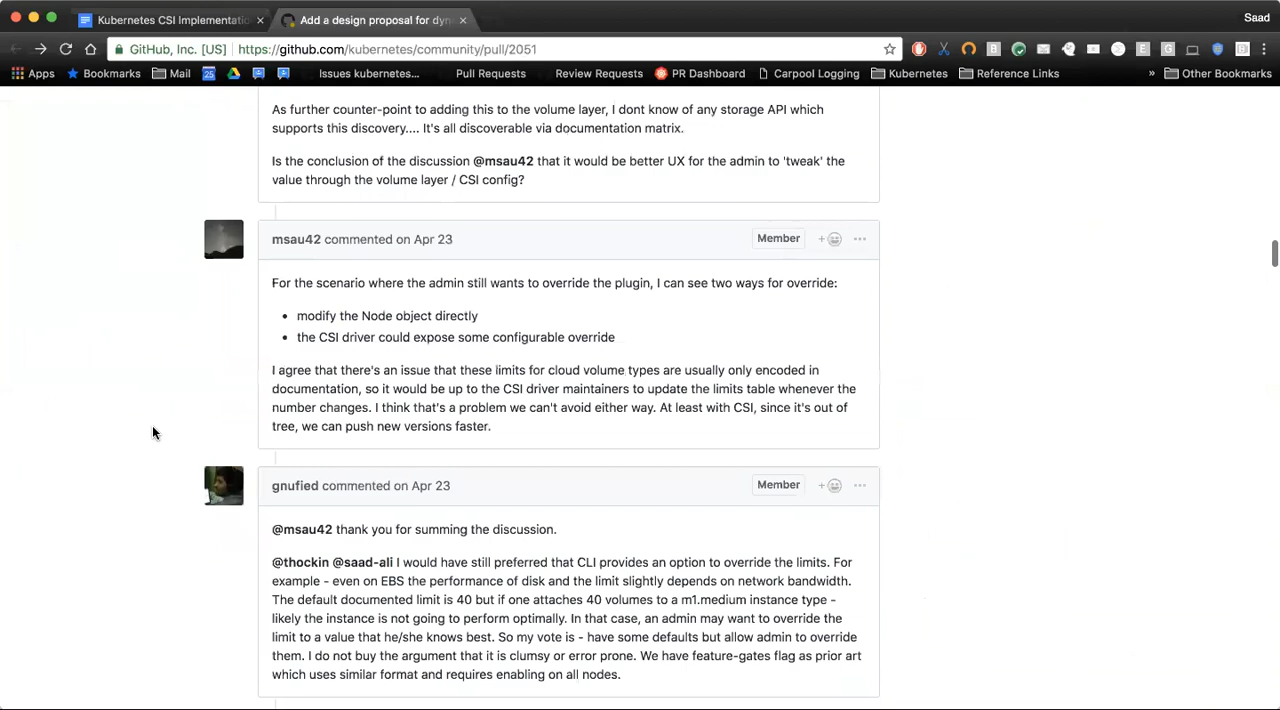 Kubernetes CSI Implementatio
Add a design proposal for dyn
Saad
GitHub, Inc. [US] https://github.com/kubernetes/community/pull/2051
Apps Bookmarks Mail 25 Issues kubernetes... Pull Requests Review Requests PR Dashboard Carpool Logging Kubernetes Reference Links » Other Bookmarks
As further counter-point to adding this to the volume layer, I dont know of any storage API which
supports this discovery.... It's all discoverable via documentation matrix.
Is the conclusion of the discussion @msau42 that it would be better UX for the admin to 'tweak' the
value through the volume layer / CSI config?
msau42 commented on Apr 23 Member
For the scenario where the admin still wants to override the plugin, I can see two ways for override:
• modify the Node object directly
• the CSI driver could expose some configurable override
I agree that there's an issue that these limits for cloud volume types are usually only encoded in
documentation, so it would be up to the CSI driver maintainers to update the limits table whenever the
number changes. I think that's a problem we can't avoid either way. At least with CSI, since it's out of
tree, we can push new versions faster.
gnufied commented on Apr 23 Member
@msau42 thank you for summing the discussion.
@thockin @saad-ali I would have still preferred that CLI provides an option to override the limits. For
example - even on EBS the performance of disk and the limit slightly depends on network bandwidth.
The default documented limit is 40 but if one attaches 40 volumes to a m1.medium instance type -
likely the instance is not going to perform optimally. In that case, an admin may want to override the
limit to a value that he/she knows best. So my vote is - have some defaults but allow admin to override
them. I do not buy the argument that it is clumsy or error prone. We have feature-gates flag as prior art
which uses similar format and requires enabling on all nodes.